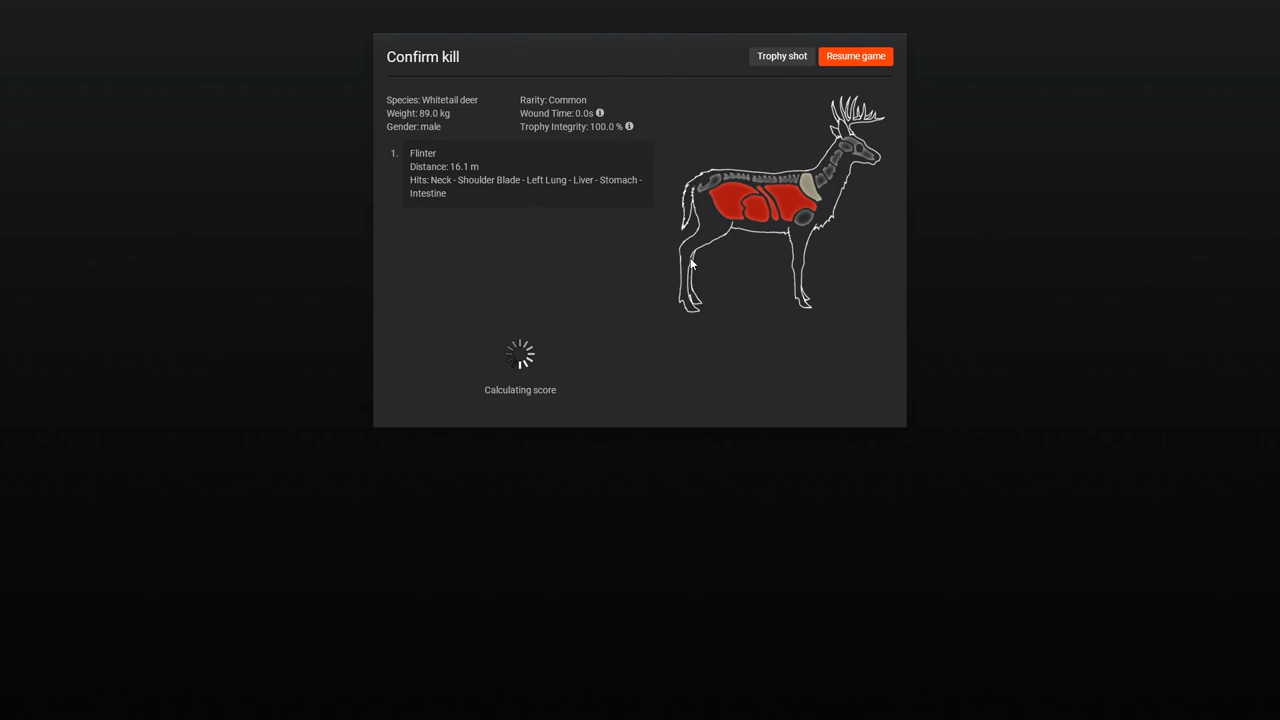 Confirm kill
Trophy shot
Resume game
Species: Whitetail deer
Rarity: Common
Weight: 89.0 kg
Wound Time: 0.0s
Gender: male
Trophy Integrity: 100.0 %
1. Flinter
Distance: 16.1 m
Hits: Neck - Shoulder Blade - Left Lung - Liver - Stomach -
Intestine
Calculating score